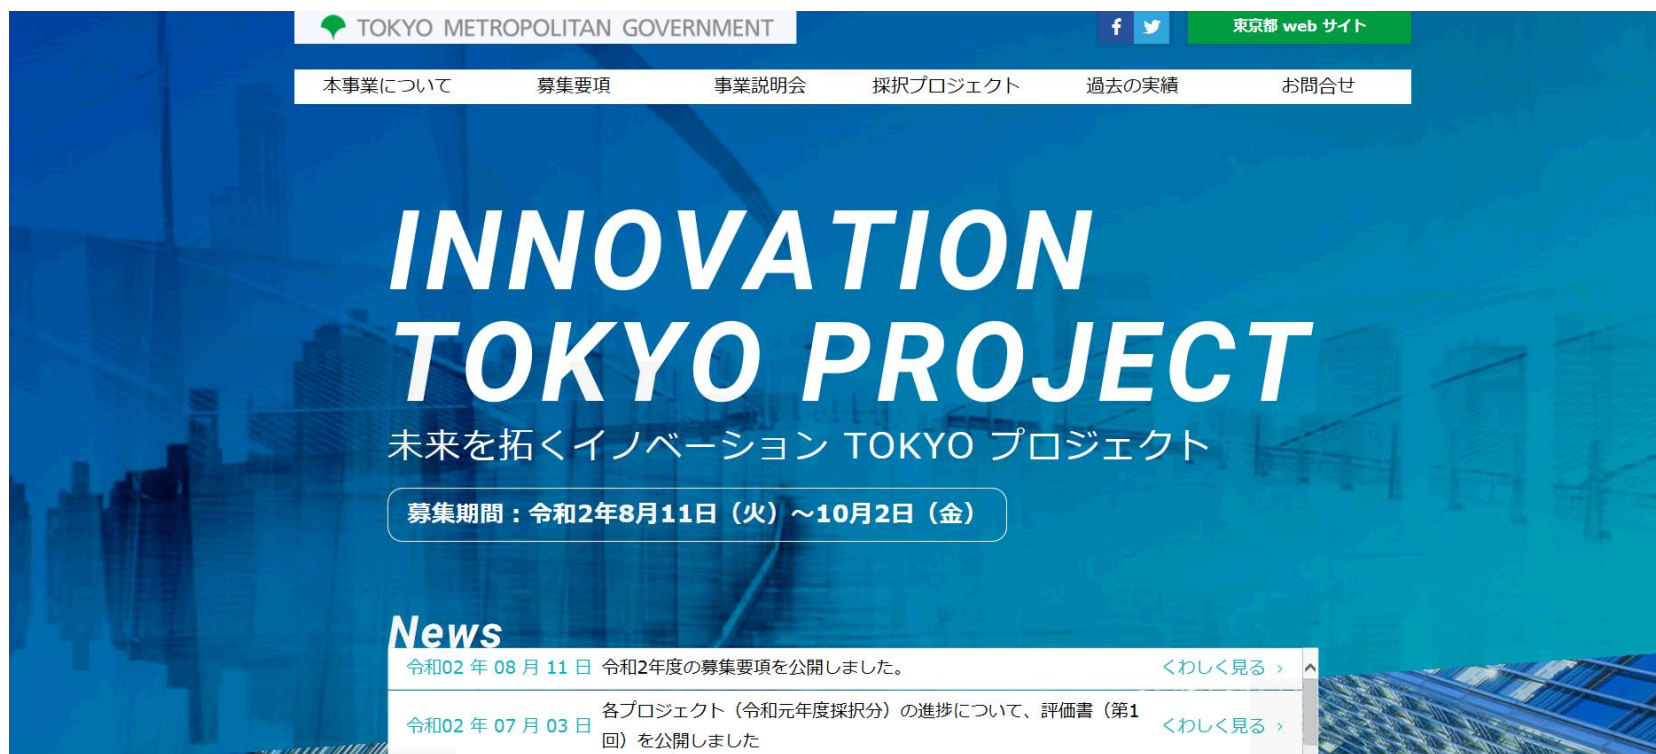 TOKYO METROPOLITAN GOVERNMENT
f
東京都 web サイト
本事業について 募集要項 事業説明会 採択プロジェクト 過去の実績 お問合せ
INNOVATION
TOKYO PROJECT
未来を拓くイノベーション TOKYO プロジェクト
募集期間：令和2年8月11日（火）～10月2日（金）
News
令和02 年 08 月 11 日 令和2年度の募集要項を公開しました。 くわしく見る ›
令和02 年 07 月 03 日 各プロジェクト（令和元年度採択分）の進捗について、評価書（第1
回）を公開しました くわしく見る ›